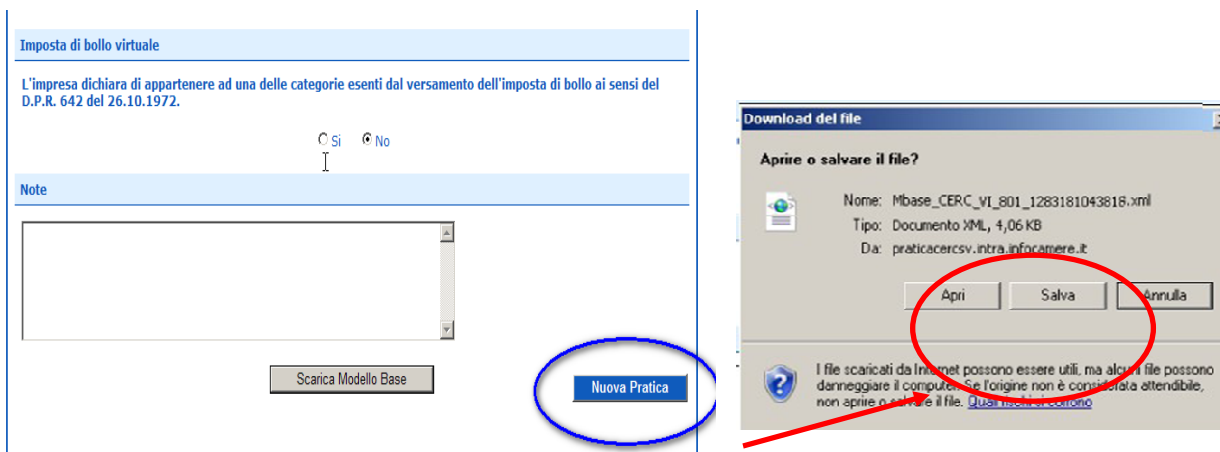 Imposta di bollo virtuale
L'impresa dichiara di appartenere ad una delle categorie esenti dal versamento dell'imposta di bollo ai sensi del
D.P.R. 642 del 26.10.1972.
Si No
Note
Scarica Modello Base
Nuova Pratica
Download del file
Aprire o salvare il file?
Nome: Mbase_CERC_VI_801_1283181043818.xml
Tipo: Documento XML, 4,06 KB
Da: praticacercsv.intra.infocamere.it
Apri Salva Annulla
I file scaricati da Internet possono essere utili, ma alcuni file possono
danneggiare il computer. Se l'origine non è considerata attendibile,
non aprire o salvare il file. Quali rischi si corrono